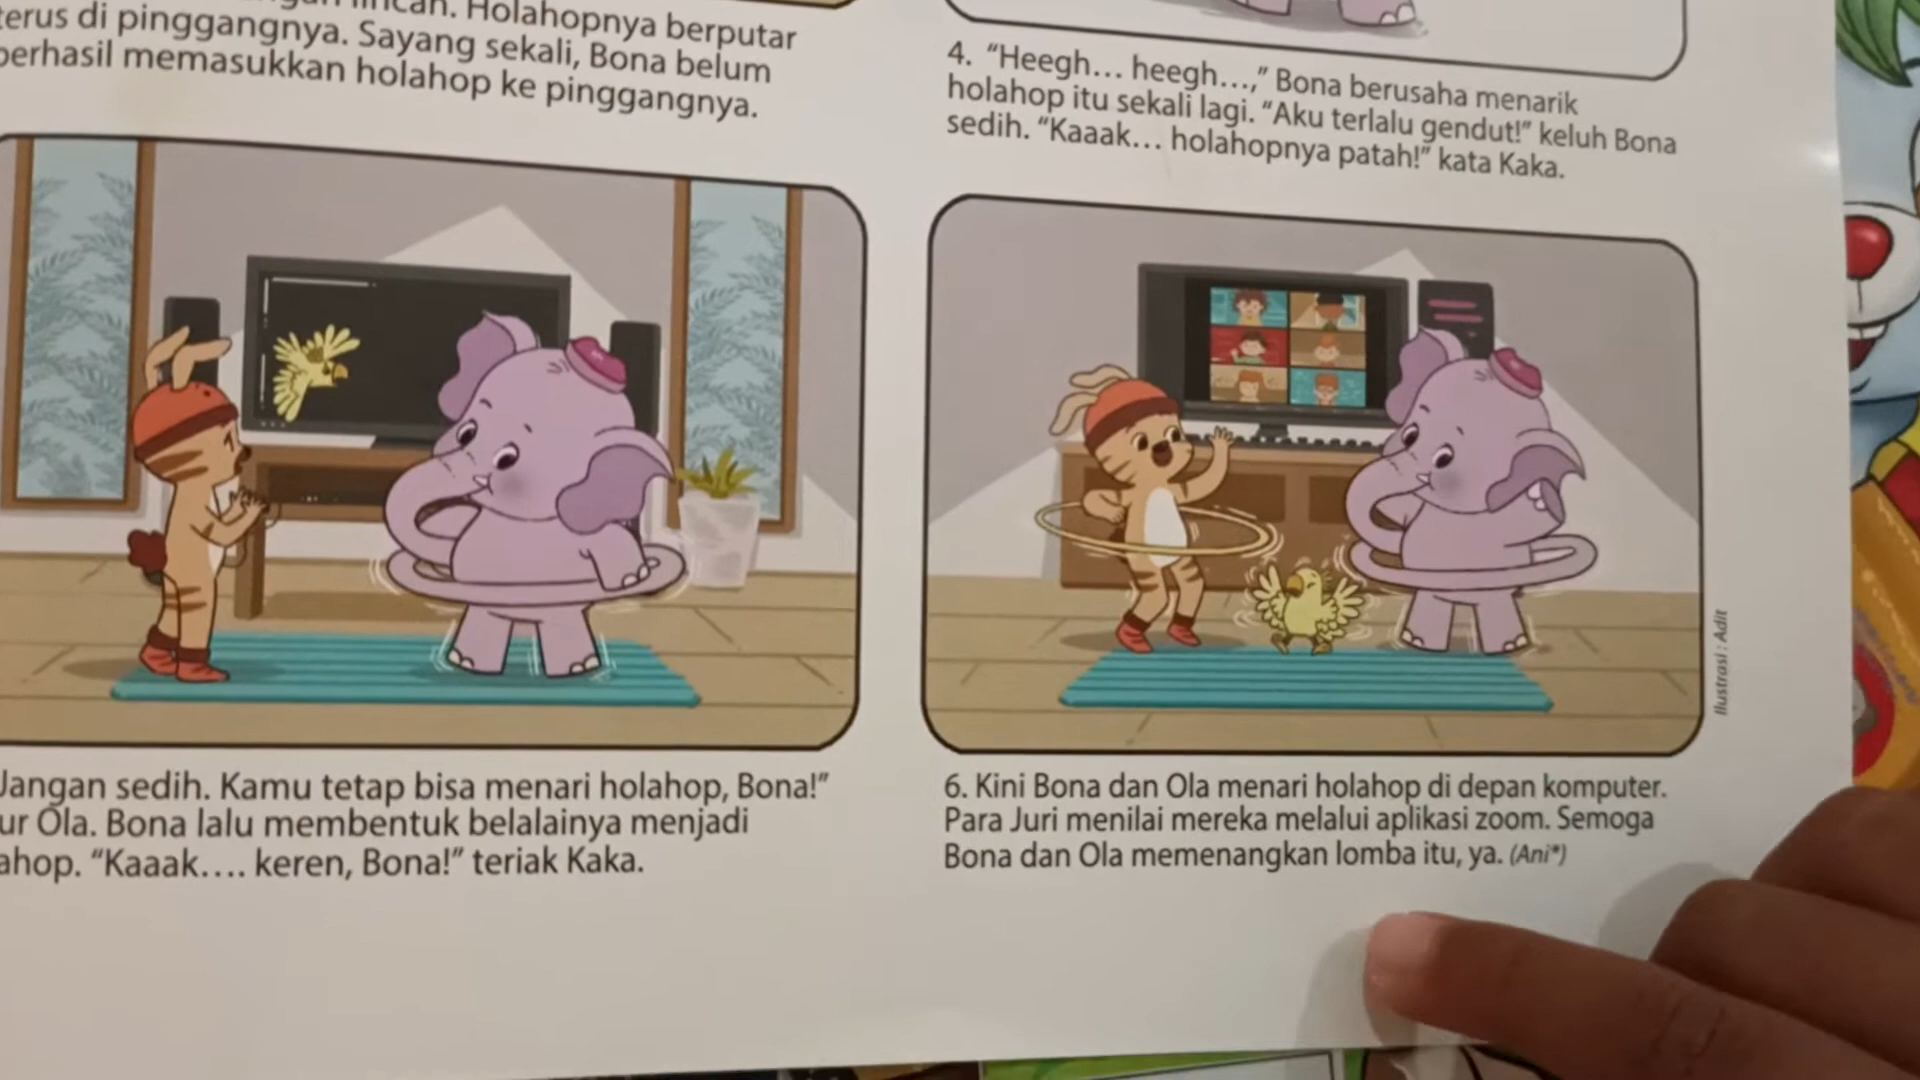 lincah. Holahopnya berputar
terus di pinggangnya. Sayang sekali, Bona belum
berhasil memasukkan holahop ke pinggangnya.
4. “Heegh... heegh...,” Bona berusaha menarik
holahop itu sekali lagi. “Aku terlalu gendut!” keluh Bona
sedih. “Kaaak... holahopnya patah!” kata Kaka.
Jangan sedih. Kamu tetap bisa menari holahop, Bona!”
ur Ola. Bona lalu membentuk belalainya menjadi
ahop. “Kaaak.... keren, Bona!” teriak Kaka.
6. Kini Bona dan Ola menari holahop di depan komputer.
Para Juri menilai mereka melalui aplikasi zoom. Semoga
Bona dan Ola memenangkan lomba itu, ya. (Ani*)
Ilustrasi : Adit